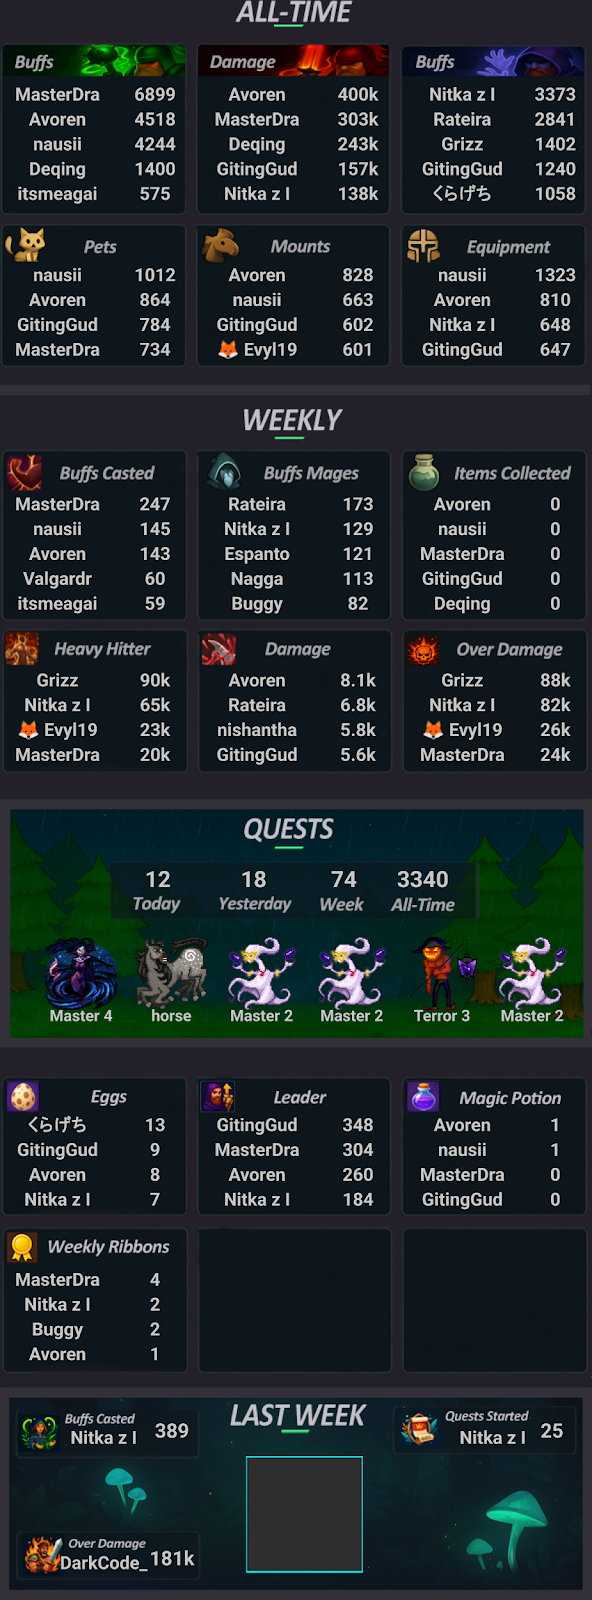 ALL-TIME
Buffs
MasterDra 6899
Avoren 4518
nausii 4244
Deqing 1400
itsmeagai 575
Damage
Avoren 400k
MasterDra 303k
Deqing 243k
GitingGud 157k
Nitka z l 138k
Buffs
Nitka z l 3373
Rateira 2841
Grizz 1402
GitingGud 1240
くらげち 1058
Pets
nausii 1012
Avoren 864
GitingGud 784
MasterDra 734
Mounts
Avoren 828
nausii 663
GitingGud 602
🦊 Evyl19 601
Equipment
nausii 1323
Avoren 810
Nitka z l 648
GitingGud 647
WEEKLY
Buffs Casted
MasterDra 247
nausii 145
Avoren 143
Valgardr 60
itsmeagai 59
Buffs Mages
Rateira 173
Nitka z l 129
Espanto 121
Nagga 113
Buggy 82
Items Collected
Avoren 0
nausii 0
MasterDra 0
GitingGud 0
Deqing 0
Heavy Hitter
Grizz 90k
Nitka z l 65k
🦊 Evyl19 23k
MasterDra 20k
Damage
Avoren 8.1k
Rateira 6.8k
nishantha 5.8k
GitingGud 5.6k
Over Damage
Grizz 88k
Nitka z l 82k
🦊 Evyl19 26k
MasterDra 24k
QUESTS
12 18 74 3340
Today Yesterday Week All-Time
Master 4 horse Master 2 Master 2 Terror 3 Master 2
Eggs
くらげち 13
GitingGud 9
Avoren 8
Nitka z l 7
Leader
GitingGud 348
MasterDra 304
Avoren 260
Nitka z l 184
Magic Potion
Avoren 1
nausii 1
MasterDra 0
GitingGud 0
Weekly Ribbons
MasterDra 4
Nitka z l 2
Buggy 2
Avoren 1
LAST WEEK
Buffs Casted
Nitka z l 389
Quests Started
Nitka z l 25
Over Damage
DarkCode_ 181k